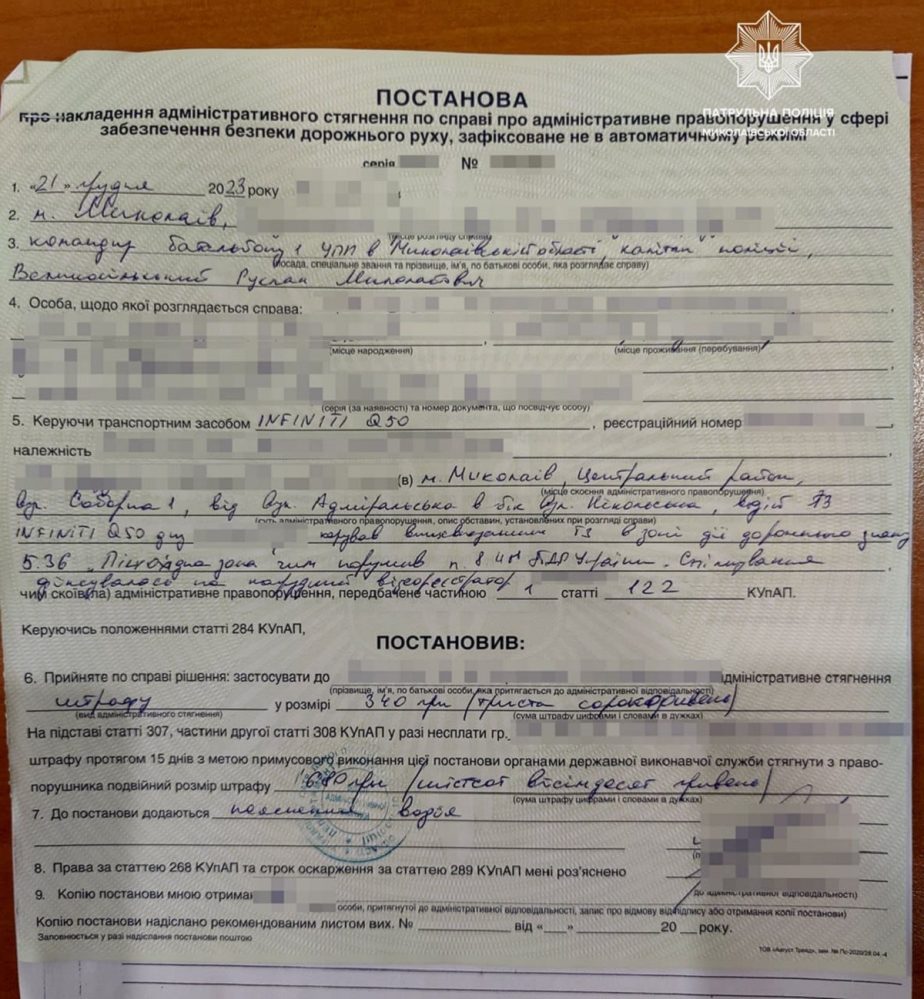 ПАТРУЛЬНА ПОЛІЦІЯ
МИКОЛАЇВСЬКОЇ ОБЛАСТІ
ПОСТАНОВА
про накладення адміністративного стягнення по справі про адміністративне правопорушення у сфері
забезпечення безпеки дорожнього руху, зафіксоване не в автоматичному режимі
серія №
1. «21» грудня 2023 року
2. м. Миколаїв,
(місце розгляду справи)
3. командир батальйону 1 УПП в Миколаївській області, капітан поліції,
(посада, спеціальне звання та прізвище, ім'я, по батькові особи, яка розглядає справу)
Руслан Миколайович
4. Особа, щодо якої розглядається справа:
(місце народження) (місце проживання (перебування)
(серія (за наявності) та номер документа, що посвідчує особу)
5. Керуючи транспортним засобом INFINITI Q50, реєстраційний номер
належність
(в) м. Миколаїв, Центральний район,
(місце скоєння адміністративного правопорушення)
вул. Соборна 1, від вул. Адміральська в бік вул. Нікольська, водій ТЗ
(суть адміністративного правопорушення, опис обставин, установлених при розгляді справи)
INFINITI Q50 днз керував вищевказаним ТЗ в зоні дії дорожнього знаку
5.36 „Пішохідна зона чим порушив п. 8.4 ПДР України. Спілкування
фіксувалося на нагрудний відеореєстратор
чим скоїв(ла) адміністративне правопорушення, передбачене частиною 1 статті 122 КУпАП.
Керуючись положеннями статті 284 КУпАП,
ПОСТАНОВИВ:
6. Прийняте по справі рішення: застосувати до адміністративне стягнення
(прізвище, ім'я, по батькові особи, яка притягається до адміністративної відповідальності)
штрафу у розмірі 340 грн (триста сорок гривень)
(вид адміністративного стягнення) (сума штрафу цифрами і словами в дужках)
На підставі статті 307, частини другої статті 308 КУпАП у разі несплати гр.
штрафу протягом 15 днів з метою примусового виконання цієї постанови органами державної виконавчої служби стягнути з право-
порушника подвійний розмір штрафу 680 грн (шістсот вісімдесят гривень)
(сума штрафу цифрами і словами в дужках)
7. До постанови додаються пояснення водія
8. Права за статтею 268 КУпАП та строк оскарження за статтею 289 КУпАП мені роз'яснено
до адміністративної відповідальності)
9. Копію постанови мною отримав
особи, притягнутої до адміністративної відповідальності, запис про відмову від підпису або отримання копії постанови)
Копію постанови надіслано рекомендованим листом вих. № від «   » 20   року.
Заповнюється у разі надіслання постанови поштою